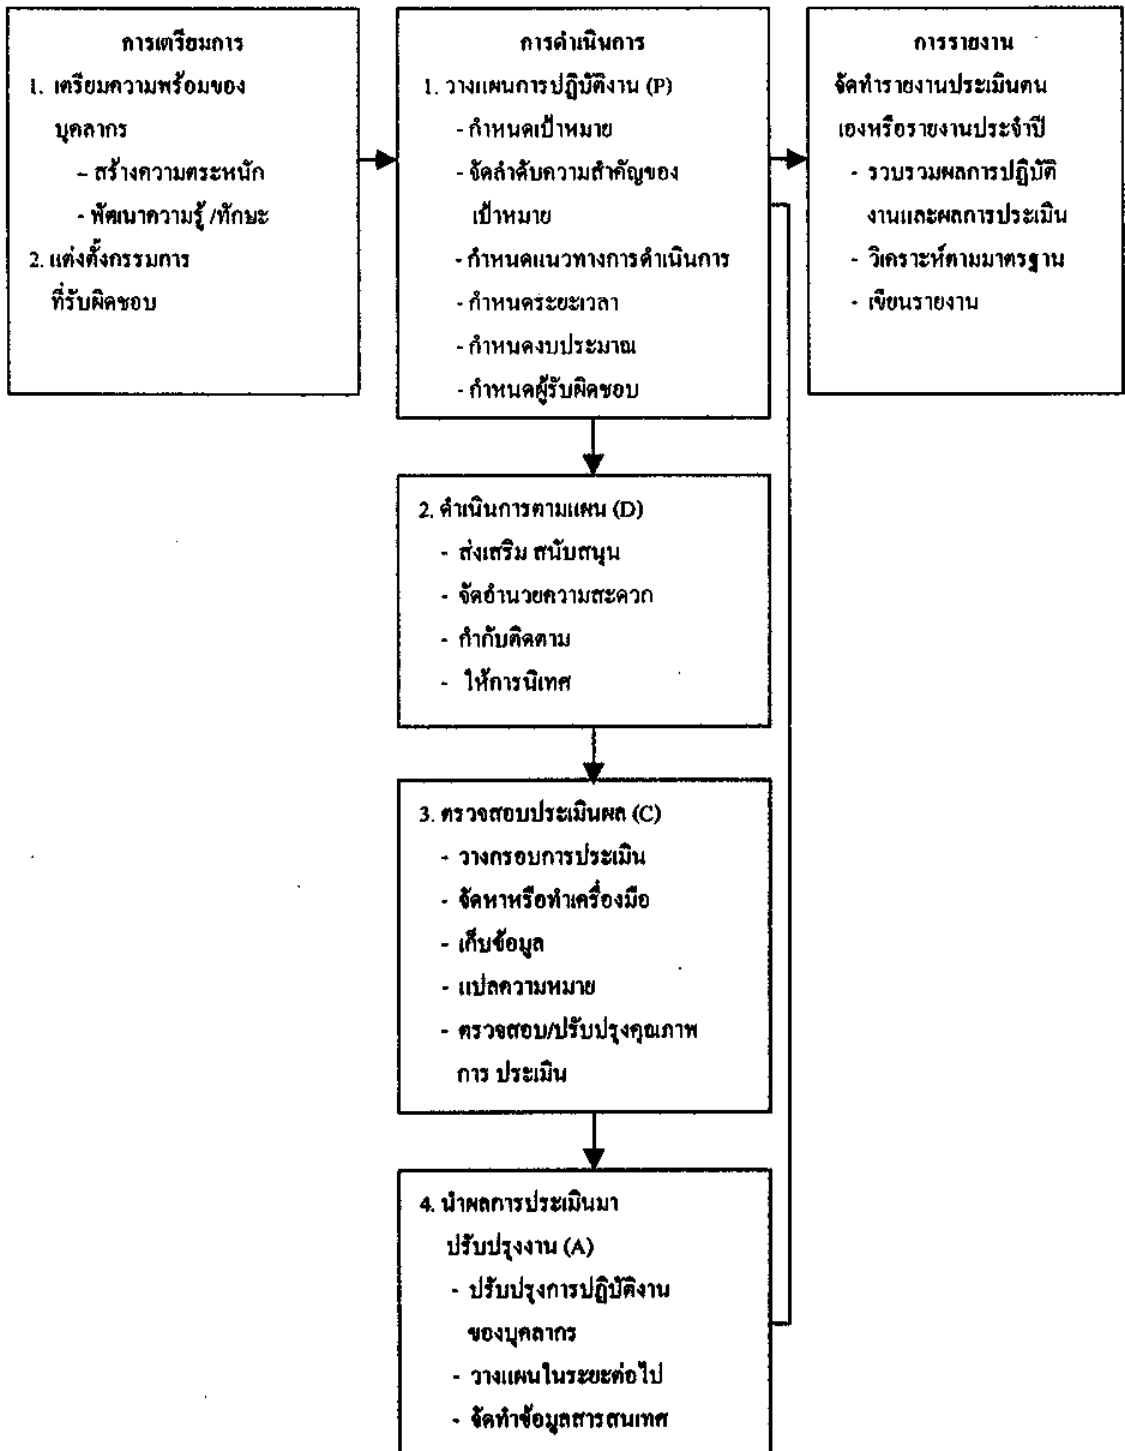 การเตรียมการ
1. เตรียมความพร้อมของ
บุคลากร
– สร้างความตระหนัก
- พัฒนาความรู้ /ทักษะ
2. แต่งตั้งกรรมการ
ที่รับผิดชอบ
การดำเนินการ
1. วางแผนการปฏิบัติงาน (P)
- กำหนดเป้าหมาย
- จัดลำดับความสำคัญของ
เป้าหมาย
- กำหนดแนวทางการดำเนินการ
- กำหนดระยะเวลา
- กำหนดงบประมาณ
- กำหนดผู้รับผิดชอบ
การรายงาน
จัดทำรายงานประเมินตน
เองหรือรายงานประจำปี
- รวบรวมผลการปฏิบัติ
งานและผลการประเมิน
- วิเคราะห์ตามมาตรฐาน
- เขียนรายงาน
2. ดำเนินการตามแผน (D)
- ส่งเสริม สนับสนุน
- จัดอำนวยความสะดวก
- กำกับติดตาม
- ให้การนิเทศ
3. ตรวจสอบประเมินผล (C)
- วางกรอบการประเมิน
- จัดหาหรือทำเครื่องมือ
- เก็บข้อมูล
- แปลความหมาย
- ตรวจสอบ/ปรับปรุงคุณภาพ
การ ประเมิน
4. นำผลการประเมินมา
ปรับปรุงงาน (A)
- ปรับปรุงการปฏิบัติงาน
ของบุคลากร
- วางแผนในระยะต่อไป
- จัดทำข้อมูลสารสนเทศ